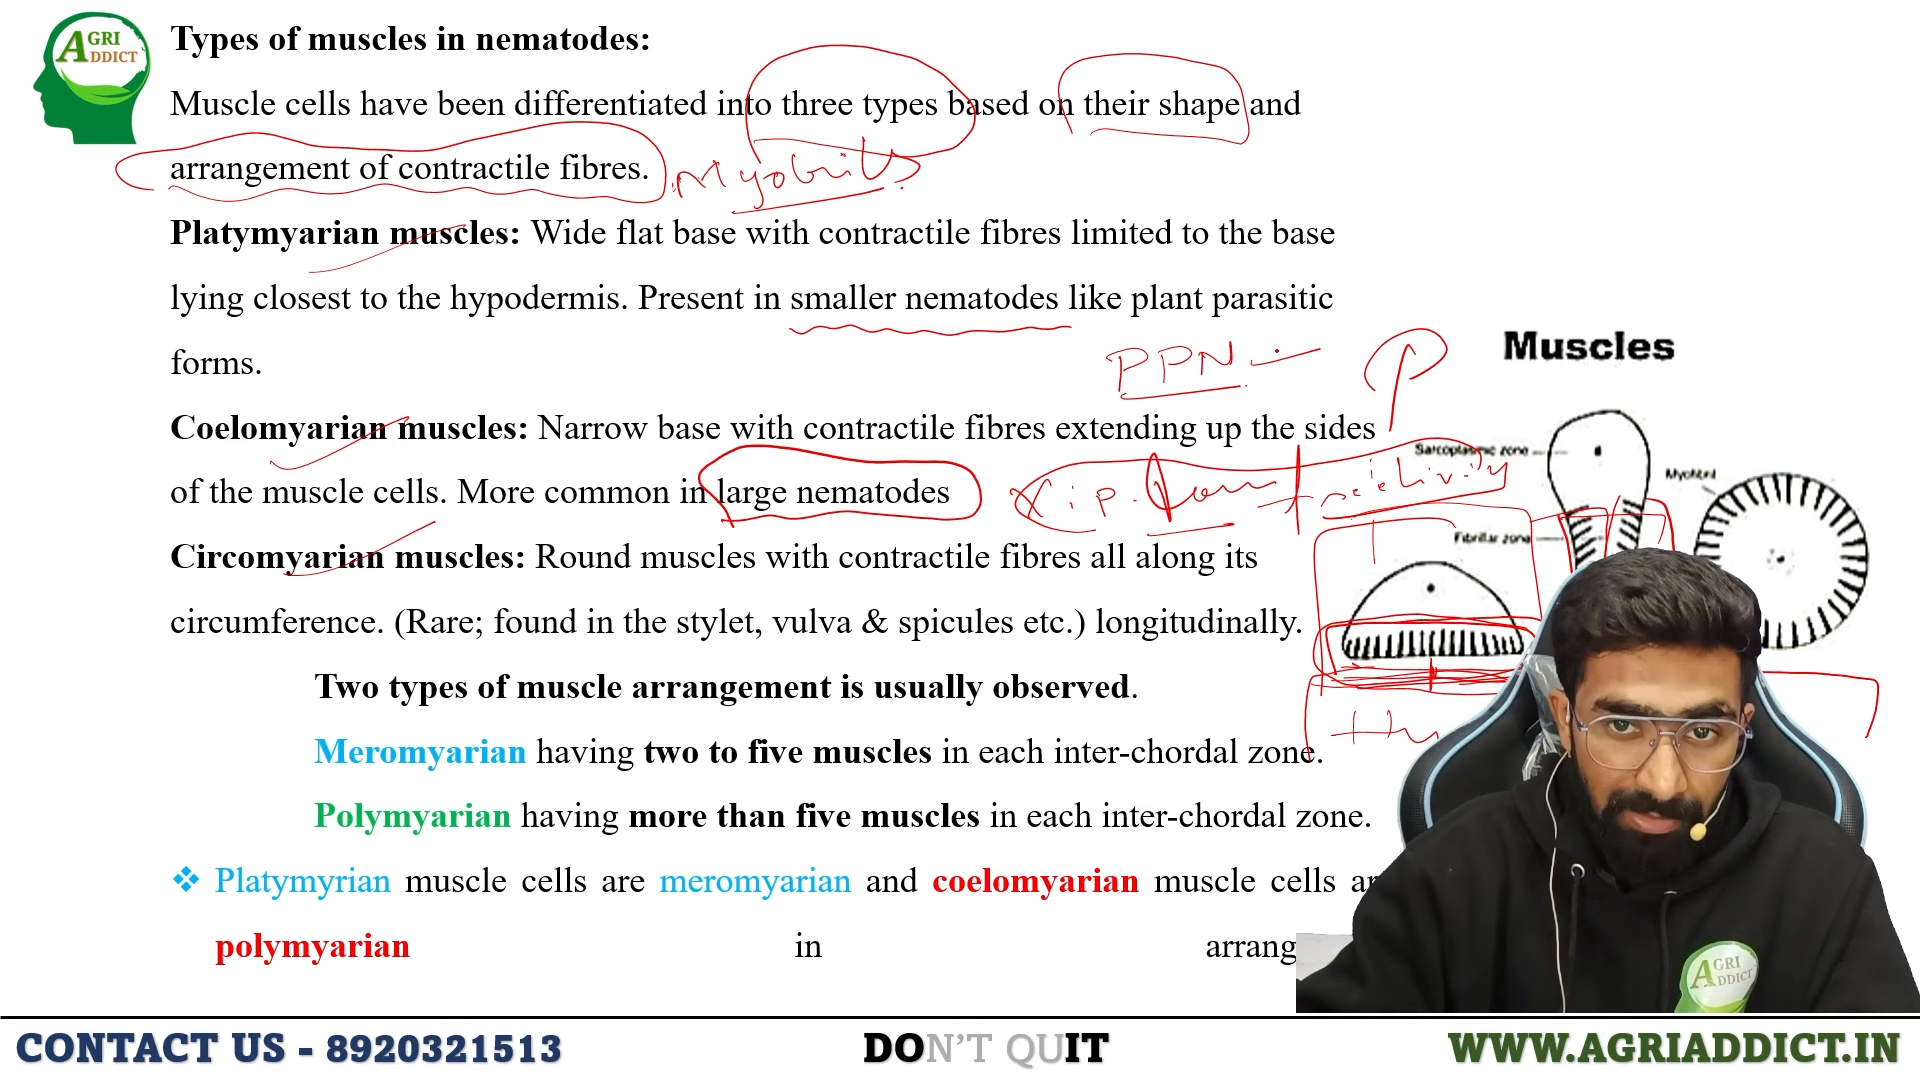 AGRI
ADDICT
Types of muscles in nematodes:
Muscle cells have been differentiated into three types based on their shape and
arrangement of contractile fibres.
Platymyarian muscles: Wide flat base with contractile fibres limited to the base
lying closest to the hypodermis. Present in smaller nematodes like plant parasitic
forms.
PPN
Muscles
Coelomyarian muscles: Narrow base with contractile fibres extending up the sides
of the muscle cells. More common in large nematodes
Sarcoplasmic zone
Myofibril
Fibrillar zone
Circomyarian muscles: Round muscles with contractile fibres all along its
circumference. (Rare; found in the stylet, vulva & spicules etc.) longitudinally.
Two types of muscle arrangement is usually observed.
Meromyarian having two to five muscles in each inter-chordal zone.
Polymyarian having more than five muscles in each inter-chordal zone.
❖ Platymyrian muscle cells are meromyarian and coelomyarian muscle cells ar
polymyarian in arrang
AGRI
ADDICT
CONTACT US - 8920321513
DON'T QUIT
WWW.AGRIADDICT.IN